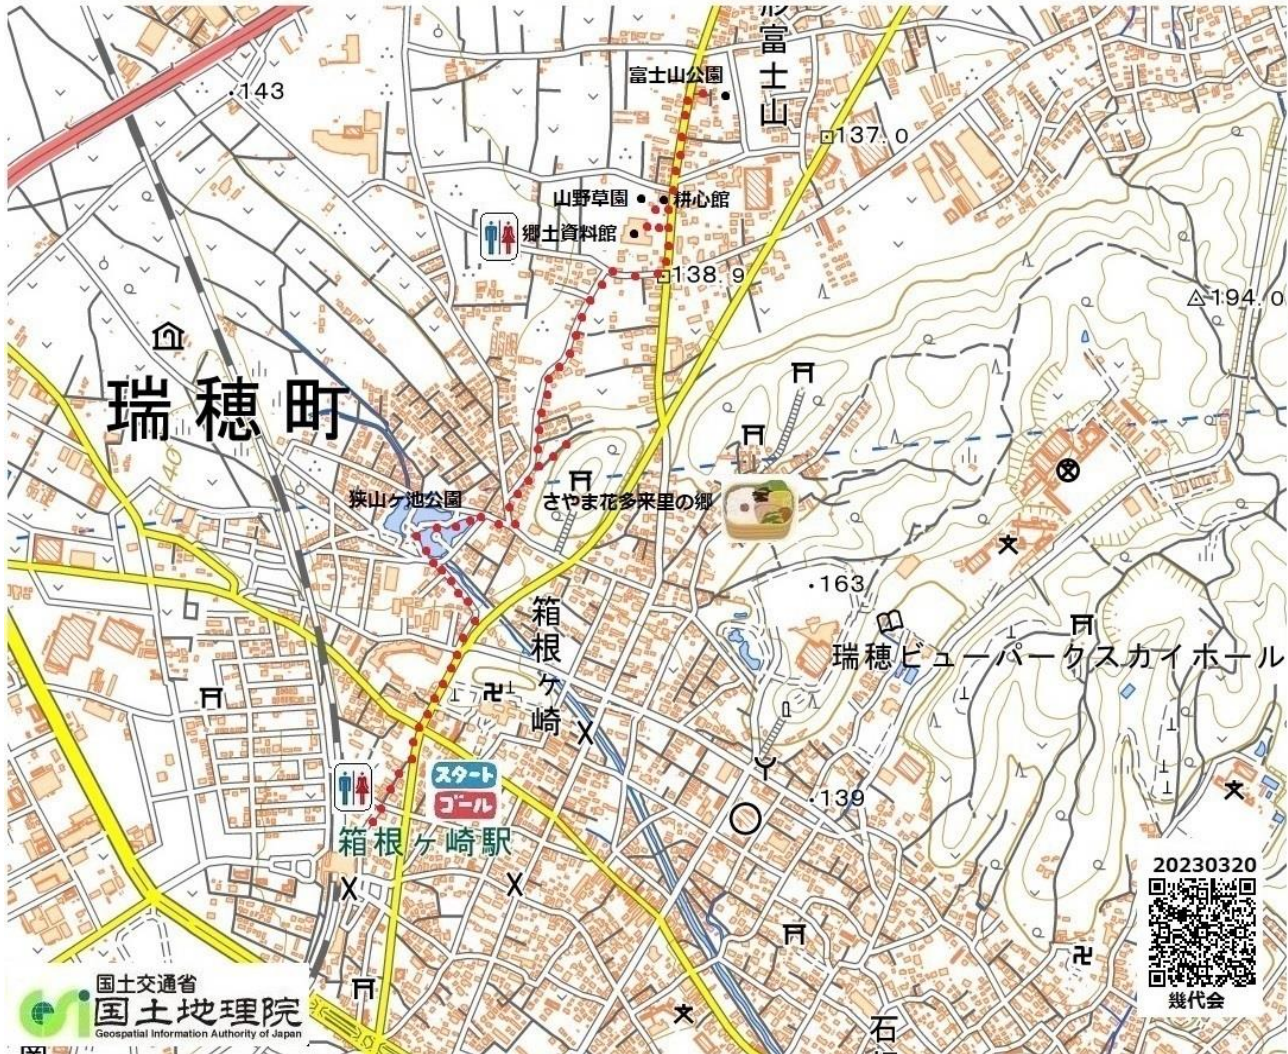 形富士山
富士山公園
143
137.0
山野草園
耕心館
郷土資料館
138.9
194.0
瑞穂町
40
狭山ヶ池公園
さやま花多来里の郷
163
箱根ヶ崎
瑞穂ビューパークスカイホール
スタート
ゴール
139
箱根ヶ崎駅
20230320
幾代会
国土交通省
国土地理院
Geospatial Information Authority of Japan
石